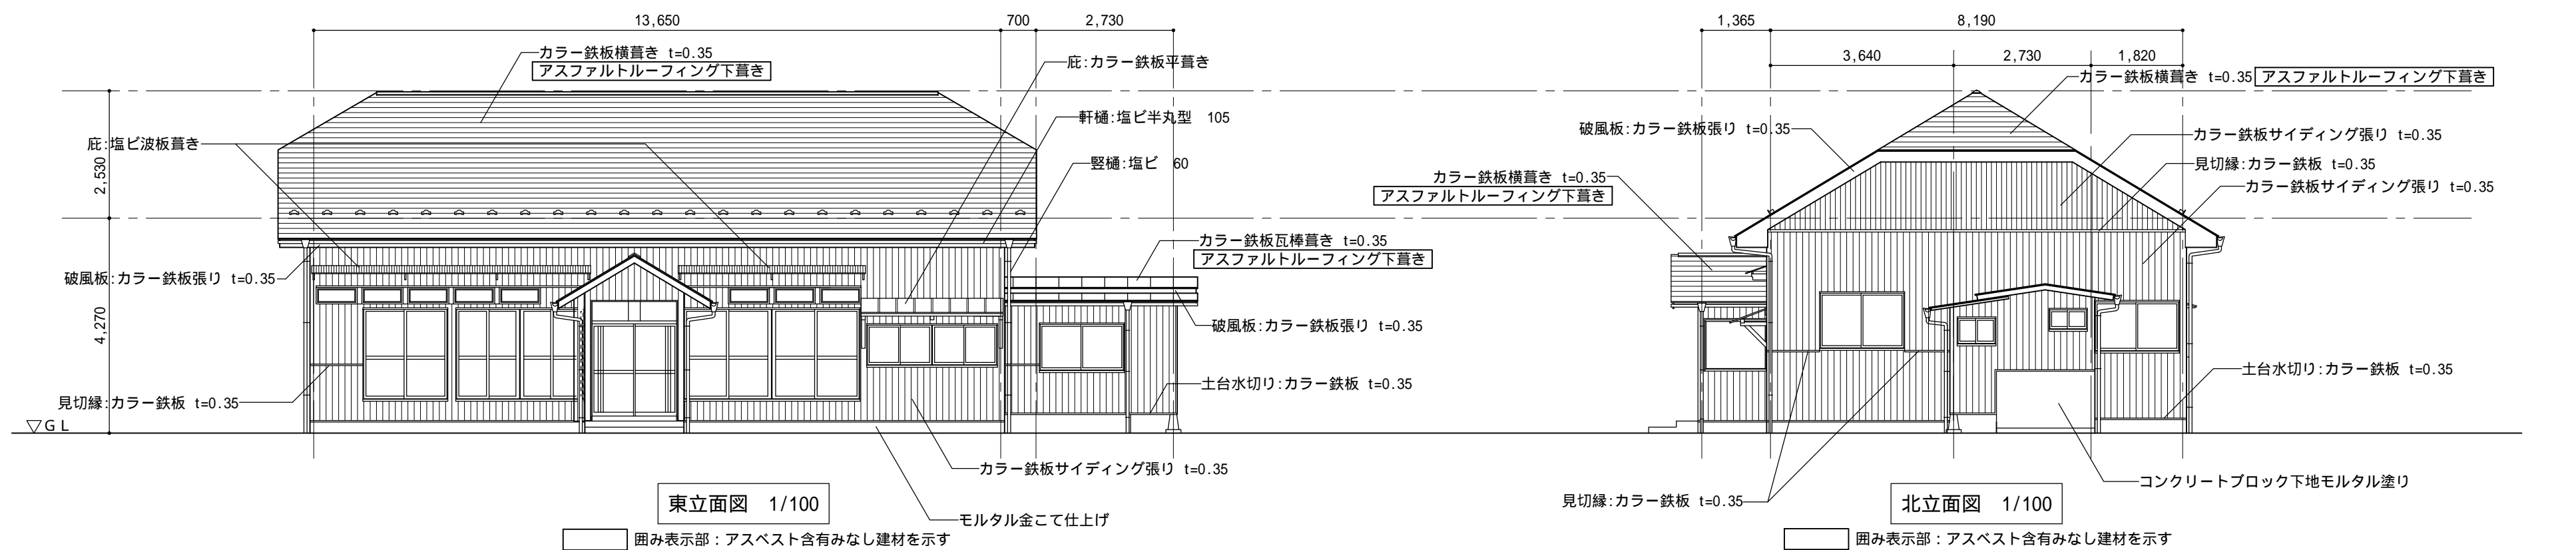 13,650
700
2,730
カラー鉄板横葺き t=0.35
アスファルトルーフィング下葺き
庇:カラー鉄板平葺き
軒樋:塩ビ半丸型　105
庇:塩ビ波板葺き
竪樋:塩ビ　60
2,530
カラー鉄板瓦棒葺き t=0.35
アスファルトルーフィング下葺き
破風板:カラー鉄板張り t=0.35
4,270
破風板:カラー鉄板張り t=0.35
土台水切り:カラー鉄板 t=0.35
見切縁:カラー鉄板 t=0.35
▽GL
カラー鉄板サイディング張り t=0.35
東立面図　1/100
モルタル金こて仕上げ
囲み表示部：アスベスト含有みなし建材を示す
1,365
8,190
3,640
2,730
1,820
カラー鉄板横葺き t=0.35
アスファルトルーフィング下葺き
破風板:カラー鉄板張り t=0.35
カラー鉄板サイディング張り t=0.35
見切縁:カラー鉄板 t=0.35
カラー鉄板横葺き t=0.35
アスファルトルーフィング下葺き
カラー鉄板サイディング張り t=0.35
土台水切り:カラー鉄板 t=0.35
コンクリートブロック下地モルタル塗り
見切縁:カラー鉄板 t=0.35
北立面図　1/100
囲み表示部：アスベスト含有みなし建材を示す